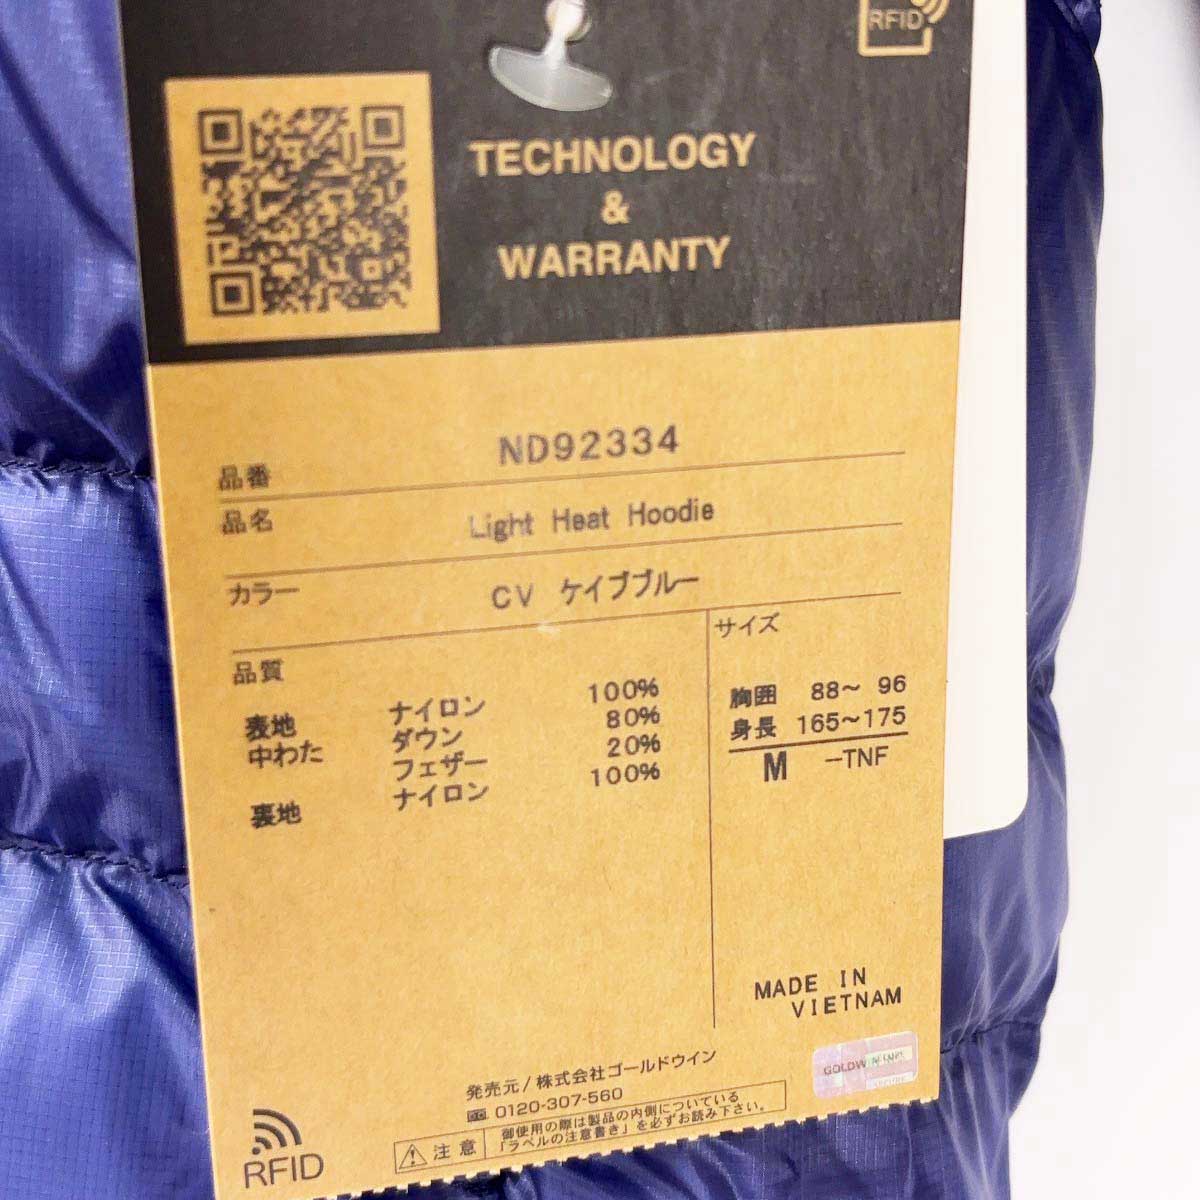 RFID
TECHNOLOGY
&
WARRANTY
品番 ND92334
品名 Light Heat Hoodie
カラー CV ケイブブルー
品質
表地 ナイロン 100%
中わた ダウン 80%
フェザー 20%
裏地 ナイロン 100%
サイズ
胸囲 88～ 96
身長 165～175
M -TNF
MADE IN
VIETNAM
発売元/株式会社ゴールドウイン
0120-307-560
GOLDWIN INC.
RFID
注意
御使用の際は製品の内側についている
「ラベルの注意書き」を必ずお読み下さい。